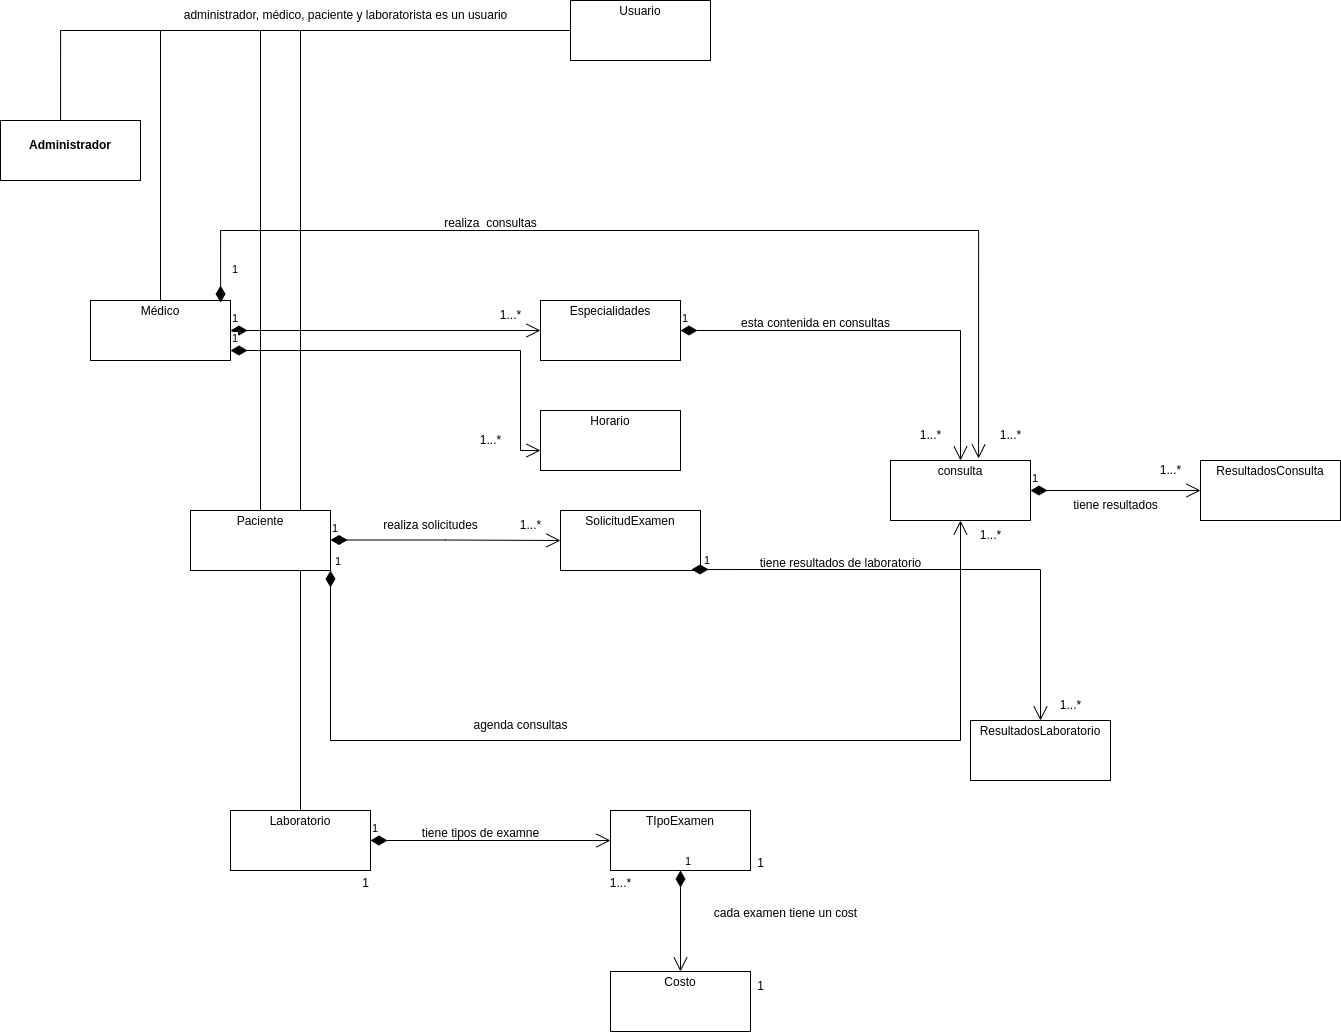 Usuario
administrador, médico, paciente y laboratorista es un usuario
Administrador
realiza  consultas
1
Médico
1
1...*
Especialidades
1
esta contenida en consultas
1
1...*
Horario
1...*
1...*
consulta
1
1...*
ResultadosConsulta
tiene resultados
Paciente
1
realiza solicitudes
1...*
SolicitudExamen
1...*
1
1
tiene resultados de laboratorio
1...*
agenda consultas
ResultadosLaboratorio
Laboratorio
1
tiene tipos de examne
TIpoExamen
1
1
1
1...*
cada examen tiene un cost
Costo
1